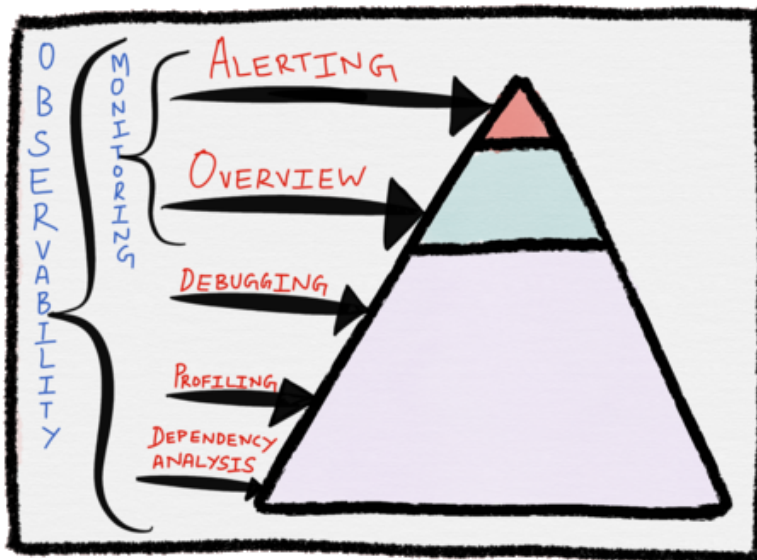 OBSERVABILITY
MONITORING
ALERTING
OVERVIEW
DEBUGGING
PROFILING
DEPENDENCY
ANALYSIS